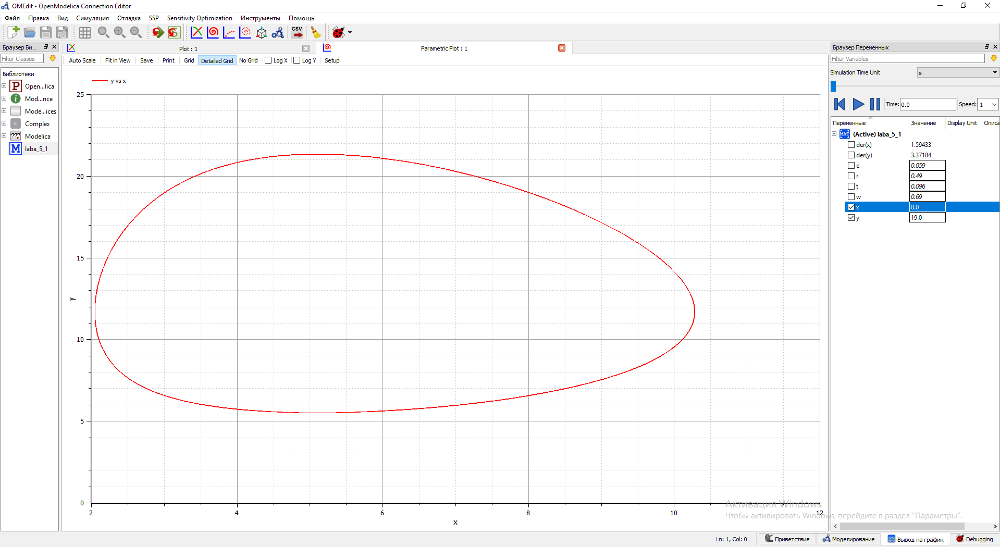 OMEdit - OpenModelica Connection Editor
Файл Правка Вид Симуляция Отладка SSP Sensitivity Optimization Инструменты Помощь
CSV
Браузер Би...
Plot : 1
Parametric Plot : 1
Браузер Переменных
Filter Classes
Auto Scale Fit in View Save Print Grid Detailed Grid No Grid Log X Log Y Setup
Filter Variables
Библиотеки
P Open...lica
i Mod...nce
Mode...ices
C Complex
m Modelica
M laba_5_1
y vs x
25
20
15
10
5
0
y
2 4 6 8 10 12
x
Simulation Time Unit s
Time: 0.0 Speed: 1
Переменные Значение Display Unit Описа
MAT (Active) laba_5_1
der(x) 1.59433
der(y) 3.37184
e 0.059
r 0.49
t 0.096
w 0.69
x 8.0
y 19.0
Активация Windows
Чтобы активировать Windows, перейдите в раздел "Параметры".
Ln: 1, Col: 0 Приветствие Моделирование Вывод на график Debugging